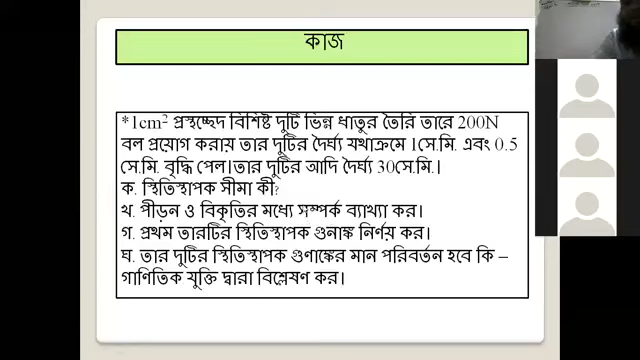 কাজ
*1cm² প্রস্থচ্ছেদ বিশিষ্ট দুটি ভিন্ন ধাতুর তৈরি তারে 200N
বল প্রয়োগ করায় তার দুটির দৈর্ঘ্য যথাক্রমে 1সে.মি. এবং 0.5
সে.মি. বৃদ্ধি পেল।তার দুটির আদি দৈর্ঘ্য 30সে.মি.।
ক. স্থিতিস্থাপক সীমা কী?
খ. পীড়ন ও বিকৃতির মধ্যে সম্পর্ক ব্যাখ্যা কর।
গ. প্রথম তারটির স্থিতিস্থাপক গুনাঙ্ক নির্ণয় কর।
ঘ. তার দুটির স্থিতিস্থাপক গুণাঙ্কের মান পরিবর্তন হবে কি –
গাণিতিক যুক্তি দ্বারা বিশ্লেষণ কর।